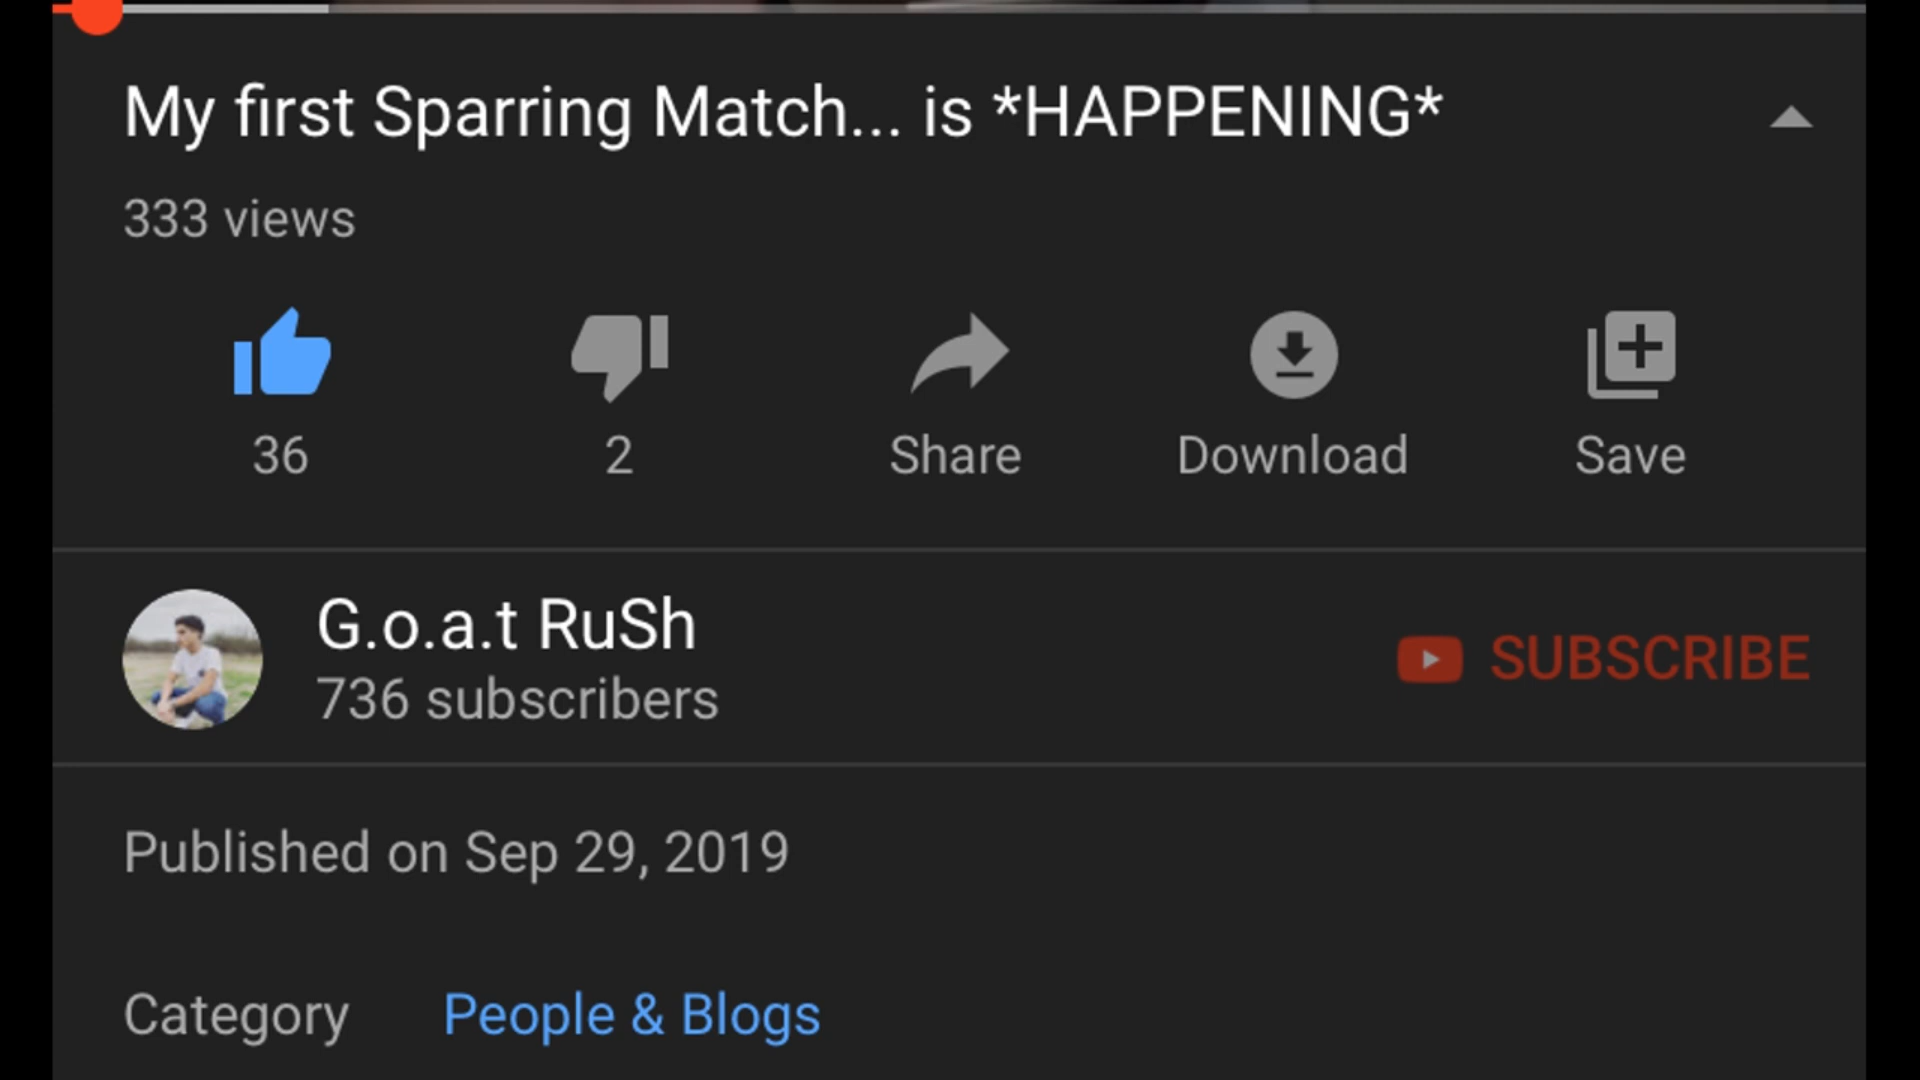 My first Sparring Match... is *HAPPENING*
333 views
36 2 Share Download Save
G.o.a.t RuSh
736 subscribers
SUBSCRIBE
Published on Sep 29, 2019
Category People & Blogs